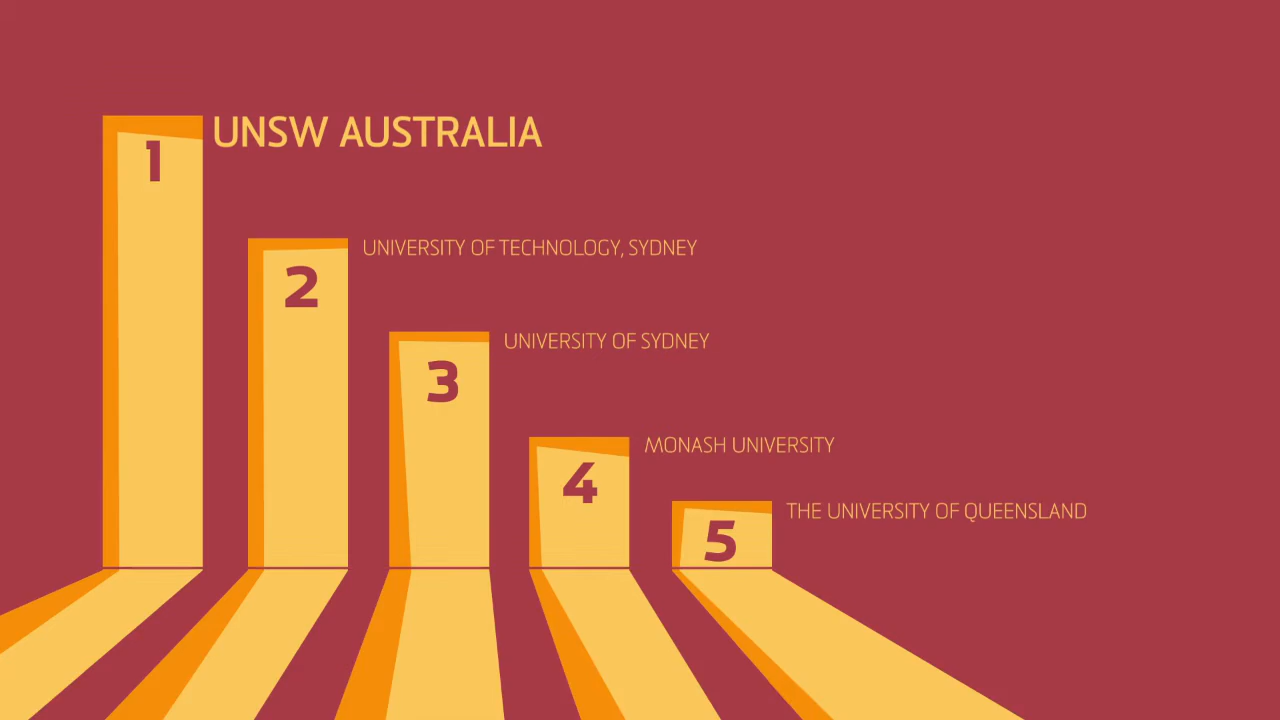 1 UNSW AUSTRALIA
2 UNIVERSITY OF TECHNOLOGY, SYDNEY
3 UNIVERSITY OF SYDNEY
4 MONASH UNIVERSITY
5 THE UNIVERSITY OF QUEENSLAND